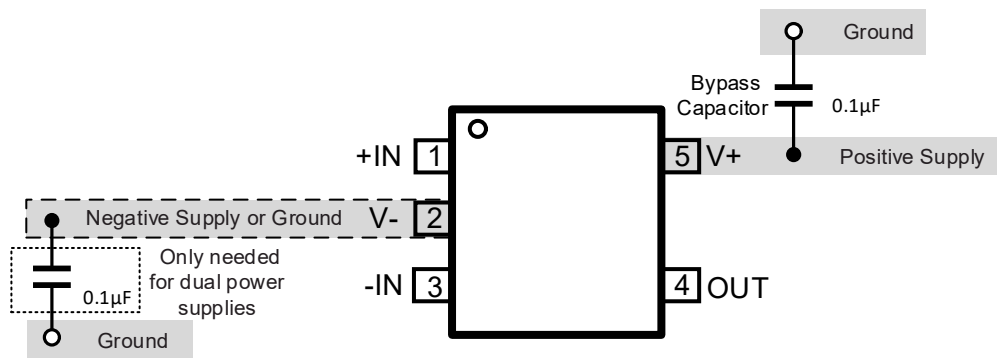 Ground
Bypass
Capacitor
0.1µF
+IN 1
5 V+
Positive Supply
Negative Supply or Ground V- 2
Only needed
for dual power
supplies
0.1µF
-IN 3
4 OUT
Ground